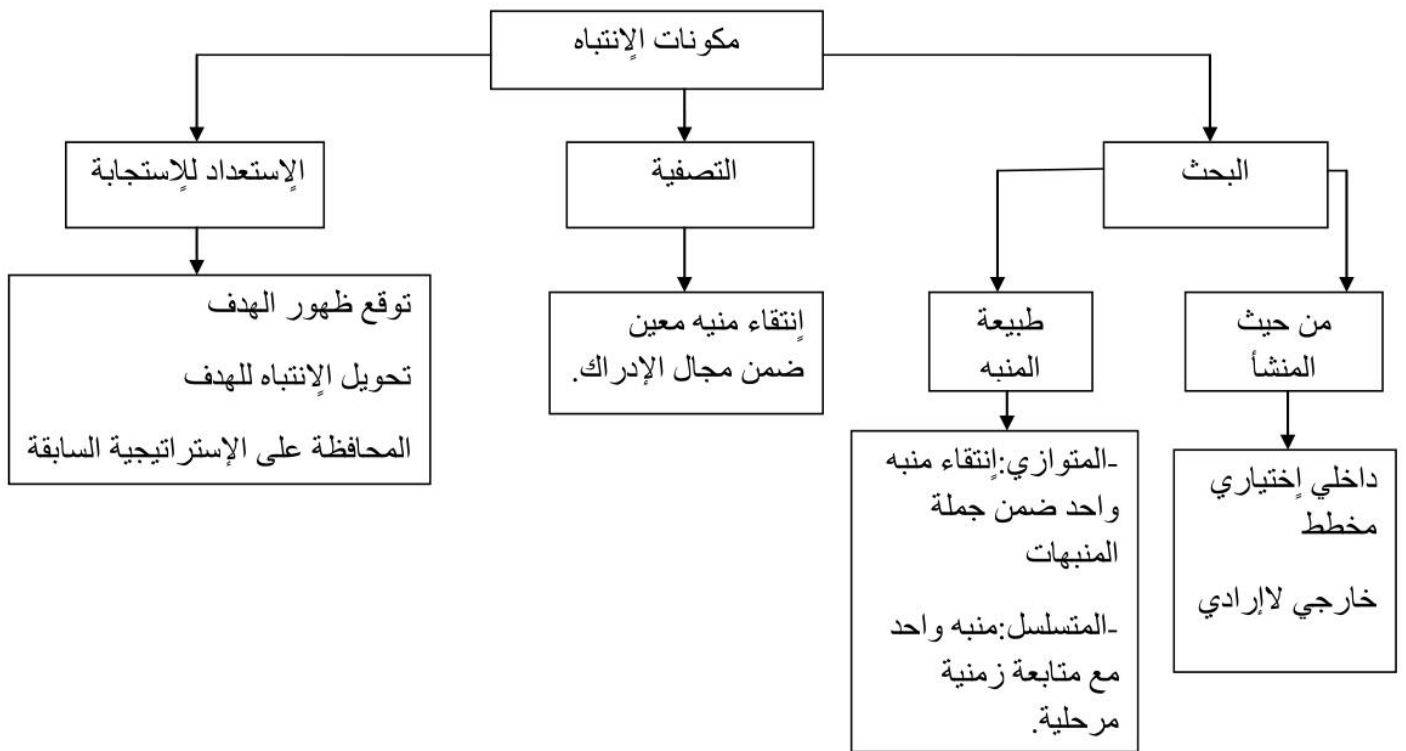 مكونات الإنتباه
البحث
التصفية
الإستعداد للإستجابة
من حيث
المنشأ
طبيعة
المنبه
إنتقاء منيه معين
ضمن مجال الإدراك.
توقع ظهور الهدف
تحويل الإنتباه للهدف
المحافظة على الإستراتيجية السابقة
داخلي إختياري
مخطط
خارجي لاإرادي
-المتوازي:إنتقاء منبه
واحد ضمن جملة
المنبهات
-المتسلسل:منبه واحد
مع متابعة زمنية
مرحلية.